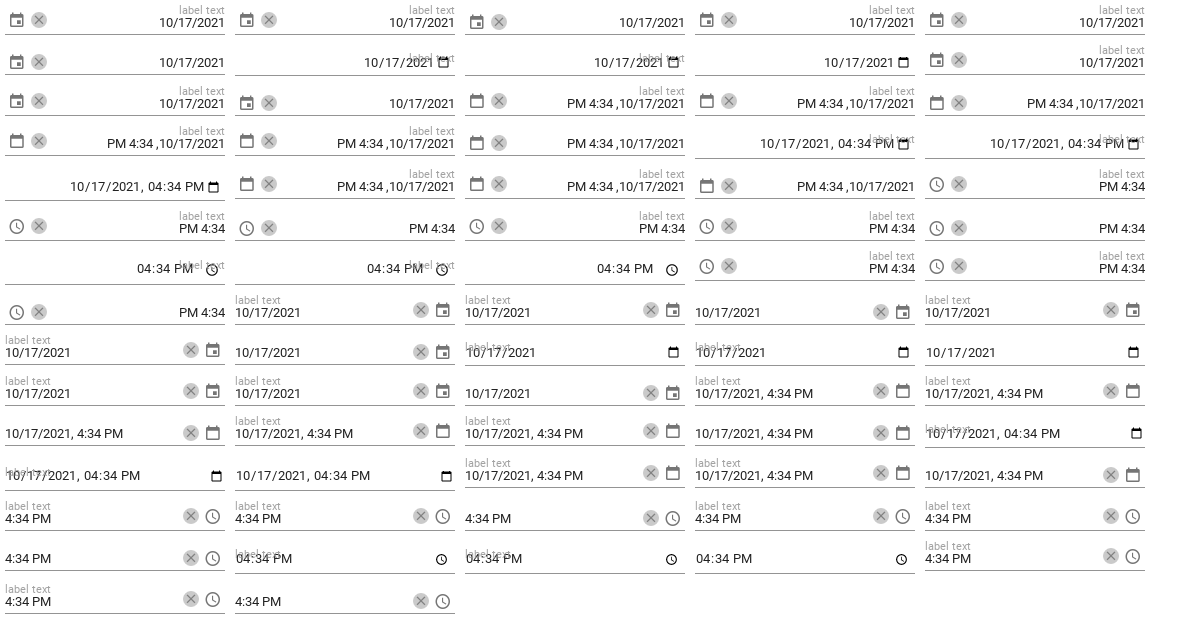 label text
10/17/2021
label text
10/17/2021
10/17/2021
label text
10/17/2021
label text
10/17/2021
10/17/2021
label text
10/17/2021
label text
10/17/2021
10/17/2021
label text
10/17/2021
label text
10/17/2021
10/17/2021
label text
PM 4:34 ,10/17/2021
label text
PM 4:34 ,10/17/2021
PM 4:34 ,10/17/2021
label text
PM 4:34 ,10/17/2021
label text
PM 4:34 ,10/17/2021
PM 4:34 ,10/17/2021
label text
10/17/2021, 04:34 PM
label text
10/17/2021, 04:34 PM
10/17/2021, 04:34 PM
label text
PM 4:34 ,10/17/2021
label text
PM 4:34 ,10/17/2021
PM 4:34 ,10/17/2021
label text
PM 4:34
label text
PM 4:34
PM 4:34
label text
PM 4:34
label text
PM 4:34
PM 4:34
label text
04:34 PM
label text
04:34 PM
04:34 PM
label text
PM 4:34
label text
PM 4:34
PM 4:34
label text
10/17/2021
label text
10/17/2021
10/17/2021
label text
10/17/2021
label text
10/17/2021
10/17/2021
label text
10/17/2021
label text
10/17/2021
10/17/2021
label text
10/17/2021
label text
10/17/2021
10/17/2021
label text
10/17/2021, 4:34 PM
label text
10/17/2021, 4:34 PM
10/17/2021, 4:34 PM
label text
10/17/2021, 4:34 PM
label text
10/17/2021, 4:34 PM
label text
10/17/2021, 4:34 PM
label text
10/17/2021, 04:34 PM
label text
10/17/2021, 04:34 PM
10/17/2021, 04:34 PM
label text
10/17/2021, 4:34 PM
label text
10/17/2021, 4:34 PM
10/17/2021, 4:34 PM
label text
4:34 PM
label text
4:34 PM
4:34 PM
label text
4:34 PM
label text
4:34 PM
4:34 PM
label text
04:34 PM
label text
04:34 PM
04:34 PM
label text
4:34 PM
label text
4:34 PM
4:34 PM